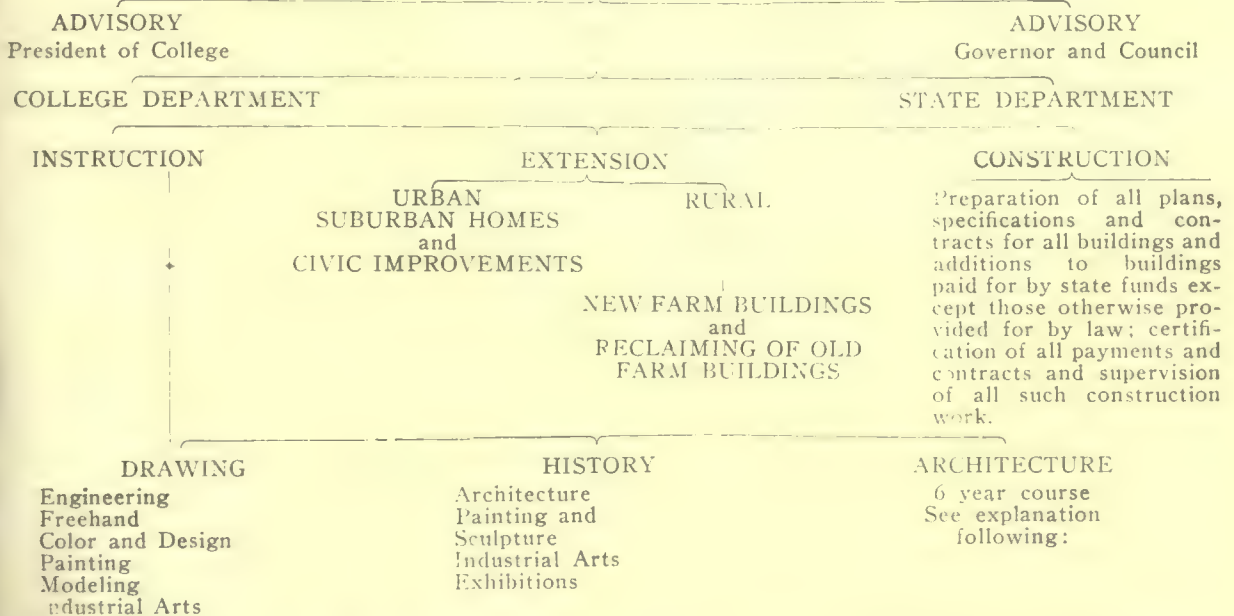 ADVISORY
President of College
ADVISORY
Governor and Council
COLLEGE DEPARTMENT
STATE DEPARTMENT
INSTRUCTION
EXTENSION
CONSTRUCTION
URBAN
SUBURBAN HOMES
and
CIVIC IMPROVEMENTS
RURAL
NEW FARM BUILDINGS
and
RECLAIMING OF OLD
FARM BUILDINGS
Preparation of all plans,
specifications and con-
tracts for all buildings and
additions to buildings
paid for by state funds ex-
cept those otherwise pro-
vided for by law; certifi-
cation of all payments and
contracts and supervision
of all such construction
work.
DRAWING
Engineering
Freehand
Color and Design
Painting
Modeling
Industrial Arts
HISTORY
Architecture
Painting and
Sculpture
Industrial Arts
Exhibitions
ARCHITECTURE
6 year course
See explanation
following: